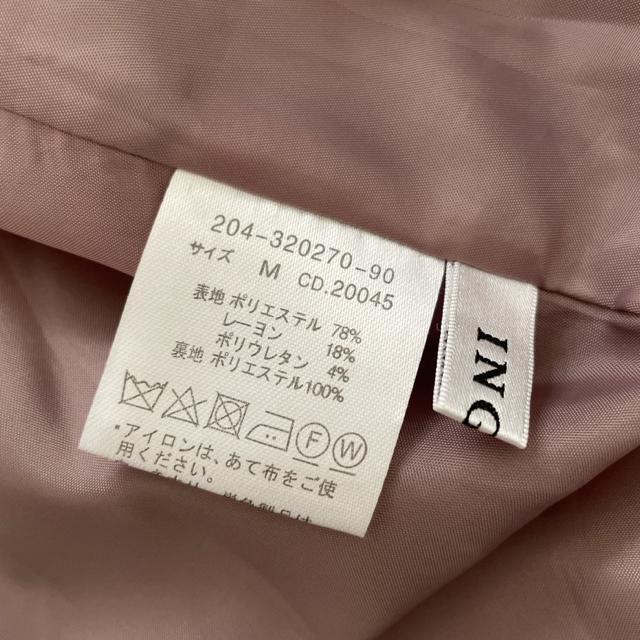 204-320270-90
サイズ M CD.20045
表地 ポリエステル 78%
レーヨン 18%
ポリウレタン 4%
裏地 ポリエステル100%
F W
*アイロンは、あて布をご使
用ください。
ING